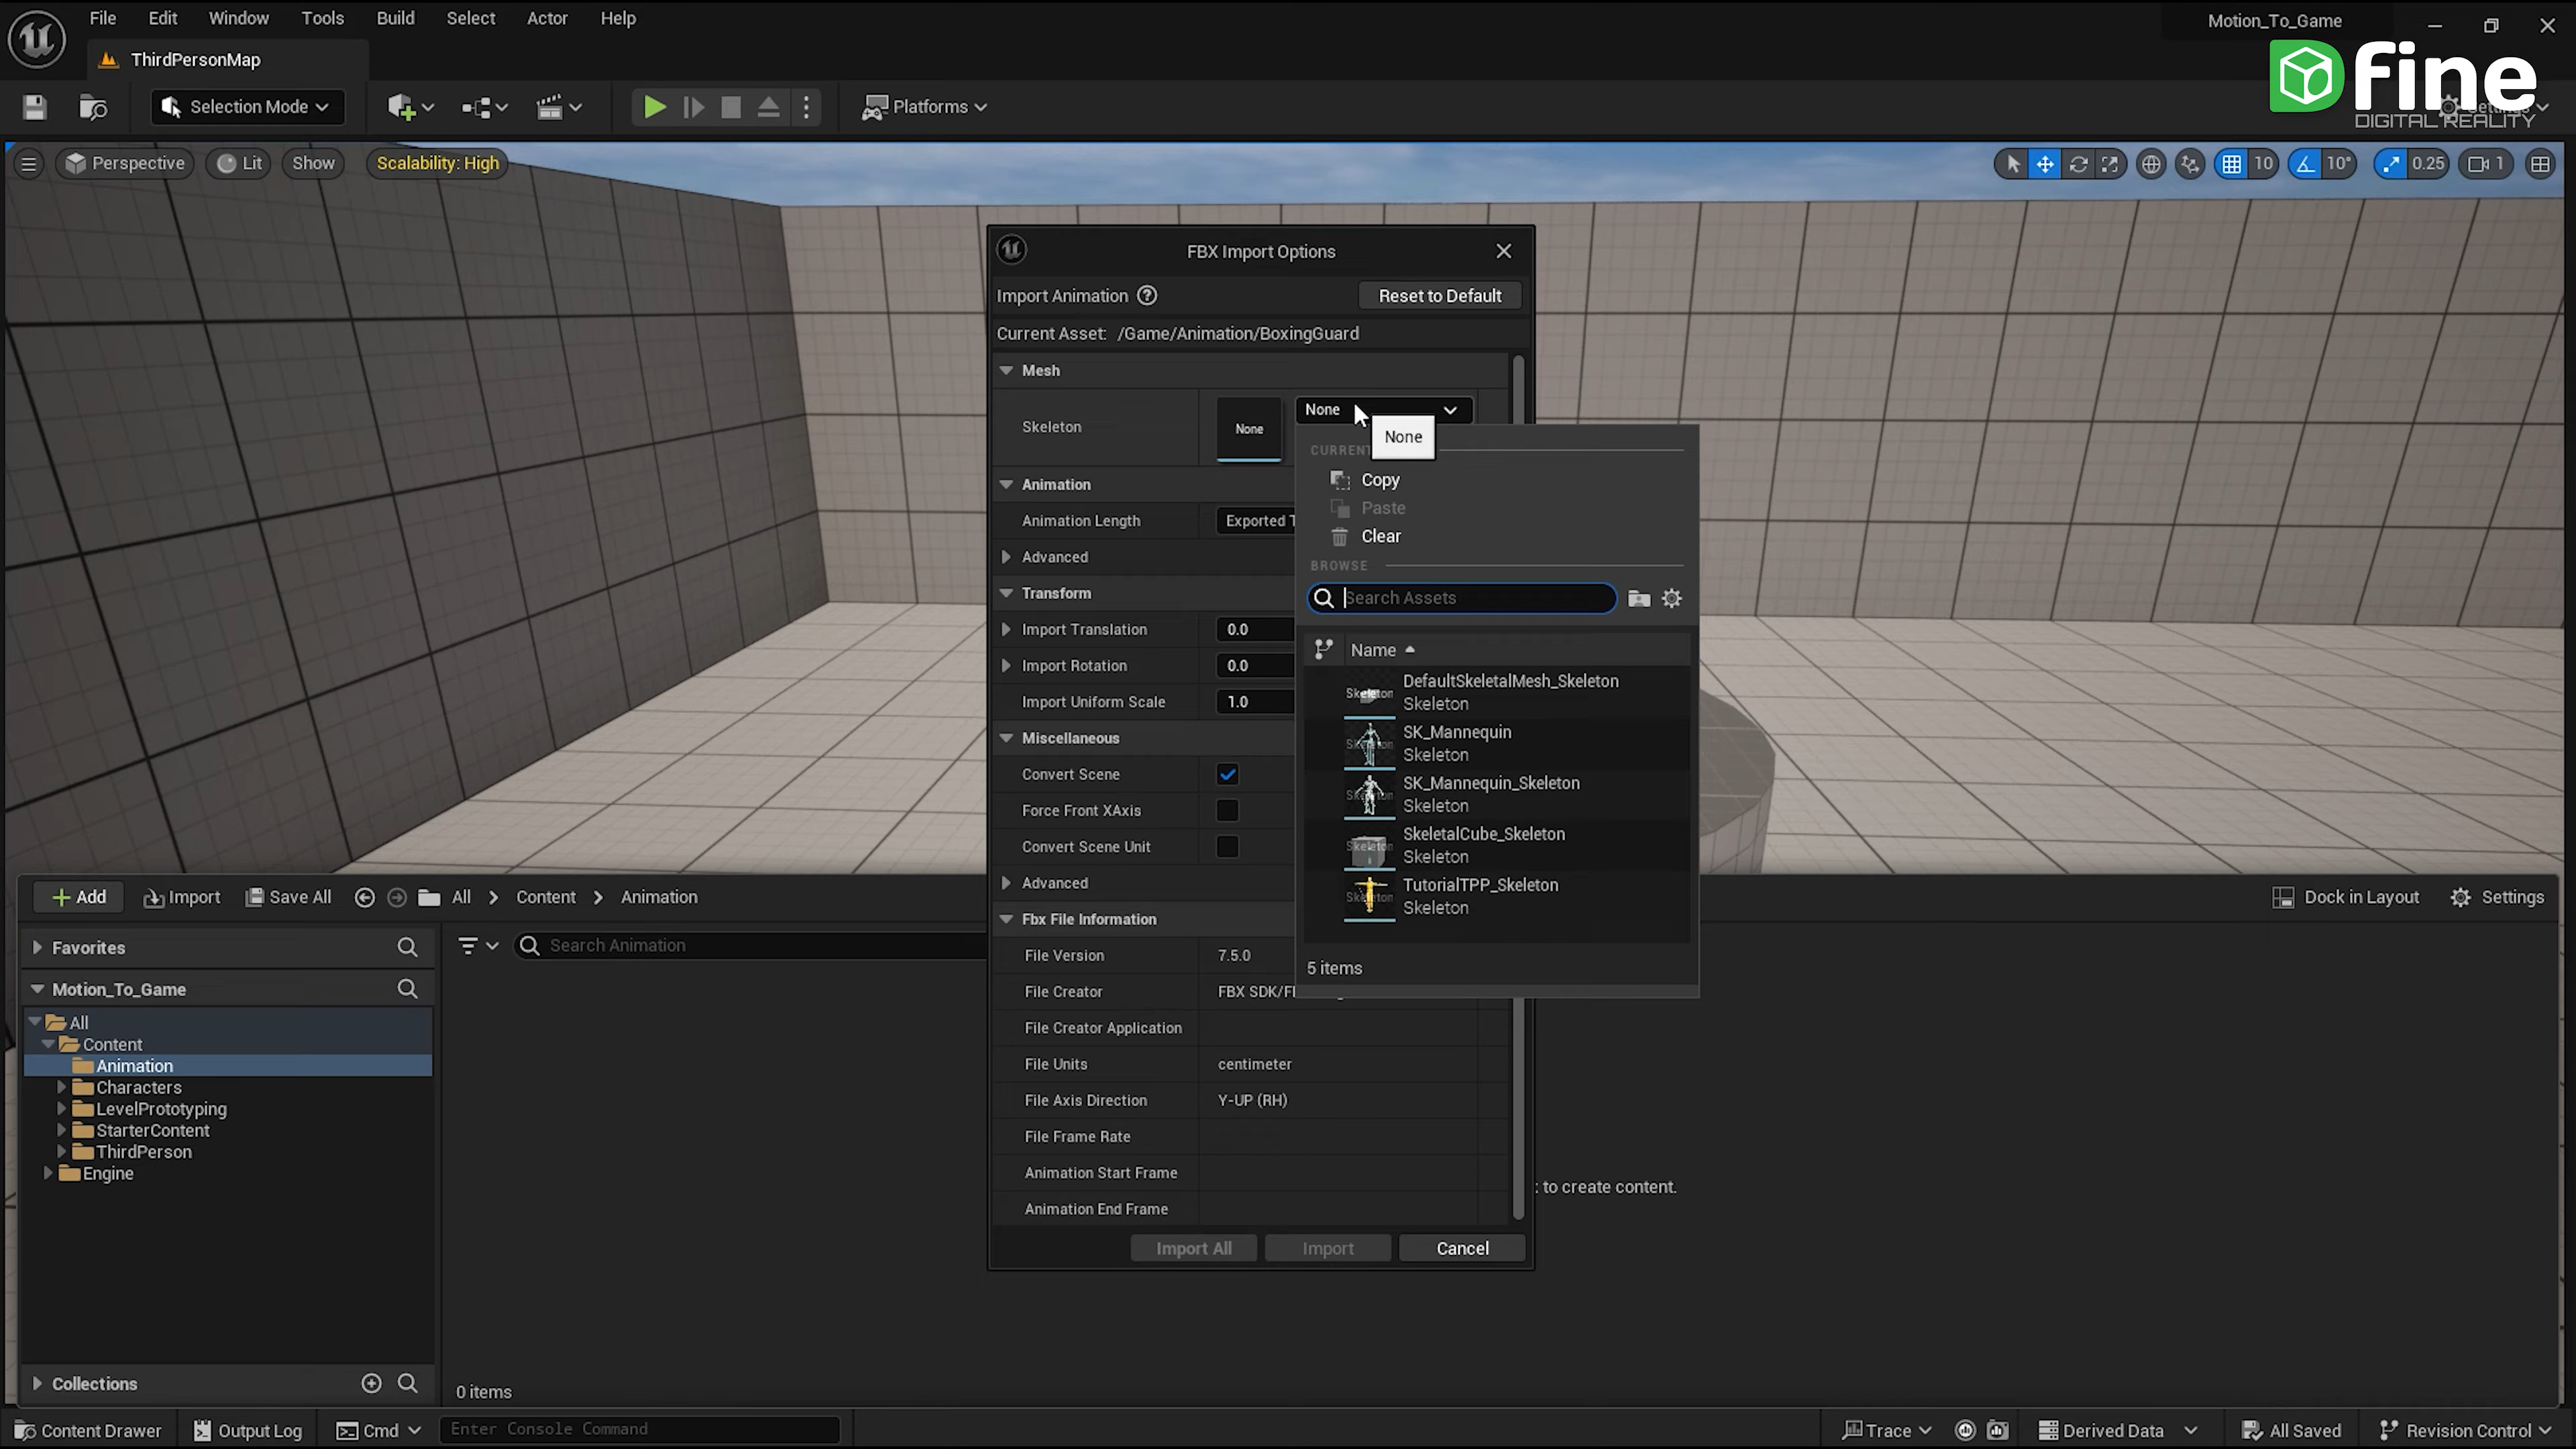 File Edit Window Tools Build Select Actor Help
Motion_To_Game
ThirdPersonMap
fine
DIGITAL REALITY
Selection Mode
Platforms
Perspective Lit Show Scalability: High
10 10° 0.25 1
FBX Import Options
Import Animation Reset to Default
Current Asset: /Game/Animation/BoxingGuard
Mesh
Skeleton None None
None
CURRENT
Copy
Paste
Clear
BROWSE
Search Assets
Name
DefaultSkeletalMesh_Skeleton
Skeleton
SK_Mannequin
Skeleton
SK_Mannequin_Skeleton
Skeleton
SkeletalCube_Skeleton
Skeleton
TutorialTPP_Skeleton
Skeleton
5 items
Animation
Animation Length Exported T
Advanced
Transform
Import Translation 0.0
Import Rotation 0.0
Import Uniform Scale 1.0
Miscellaneous
Convert Scene
Force Front XAxis
Convert Scene Unit
Advanced
Fbx File Information
File Version 7.5.0
File Creator FBX SDK/F
File Creator Application
File Units centimeter
File Axis Direction Y-UP (RH)
File Frame Rate
Animation Start Frame
Animation End Frame
Import All Import Cancel
Add Import Save All All Content Animation
Dock in Layout Settings
Favorites
Search Animation
Motion_To_Game
All
Content
Animation
Characters
LevelPrototyping
StarterContent
ThirdPerson
Engine
to create content.
Collections
0 items
Content Drawer Output Log Cmd Enter Console Command
Trace Derived Data All Saved Revision Control